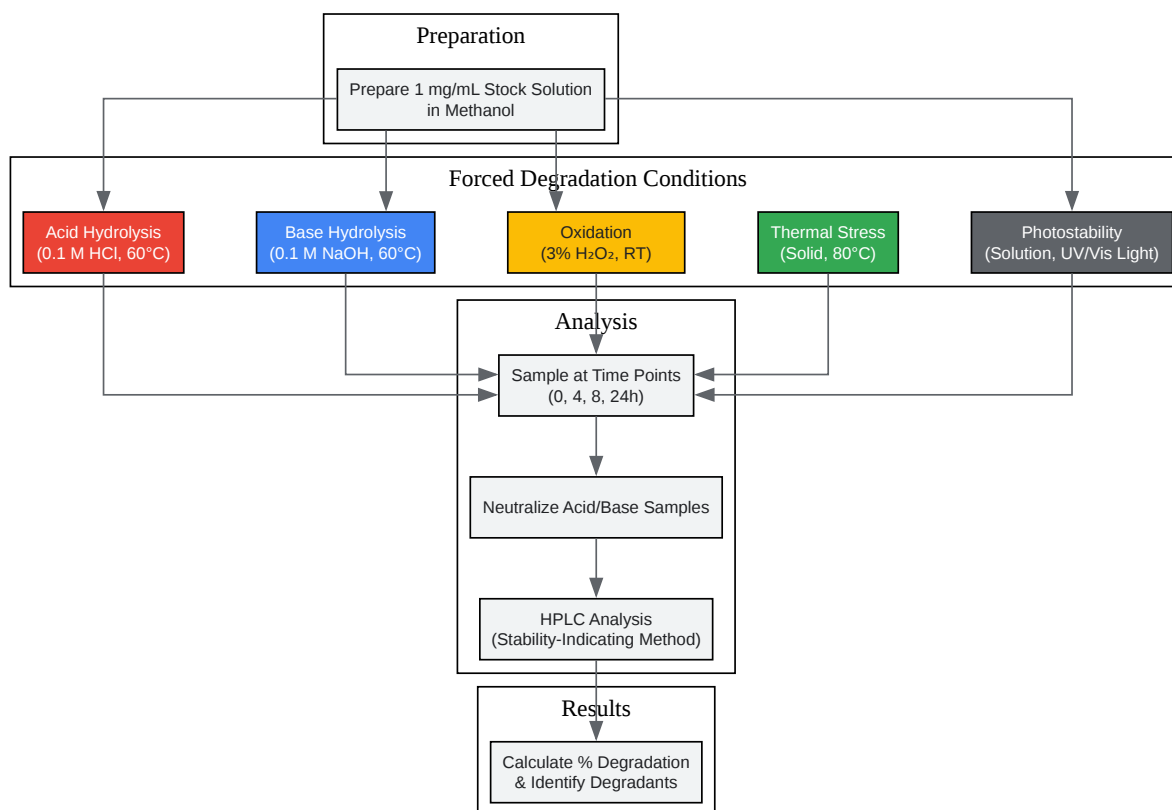 Preparation
Prepare 1 mg/mL Stock Solution
in Methanol
Forced Degradation Conditions
Acid Hydrolysis
(0.1 M HCl, 60°C)
Base Hydrolysis
(0.1 M NaOH, 60°C)
Oxidation
(3% H₂O₂, RT)
Thermal Stress
(Solid, 80°C)
Photostability
(Solution, UV/Vis Light)
Analysis
Sample at Time Points
(0, 4, 8, 24h)
Neutralize Acid/Base Samples
HPLC Analysis
(Stability-Indicating Method)
Results
Calculate % Degradation
& Identify Degradants